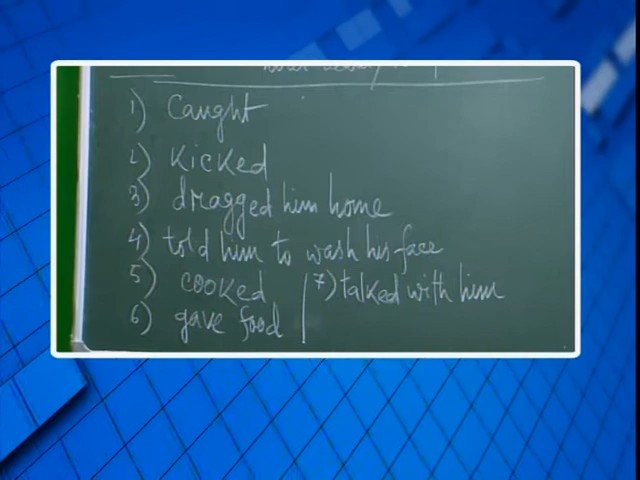 1) Caught
2) Kicked
3) dragged him home
4) told him to wash his face
5) cooked
6) gave food
7) talked with him